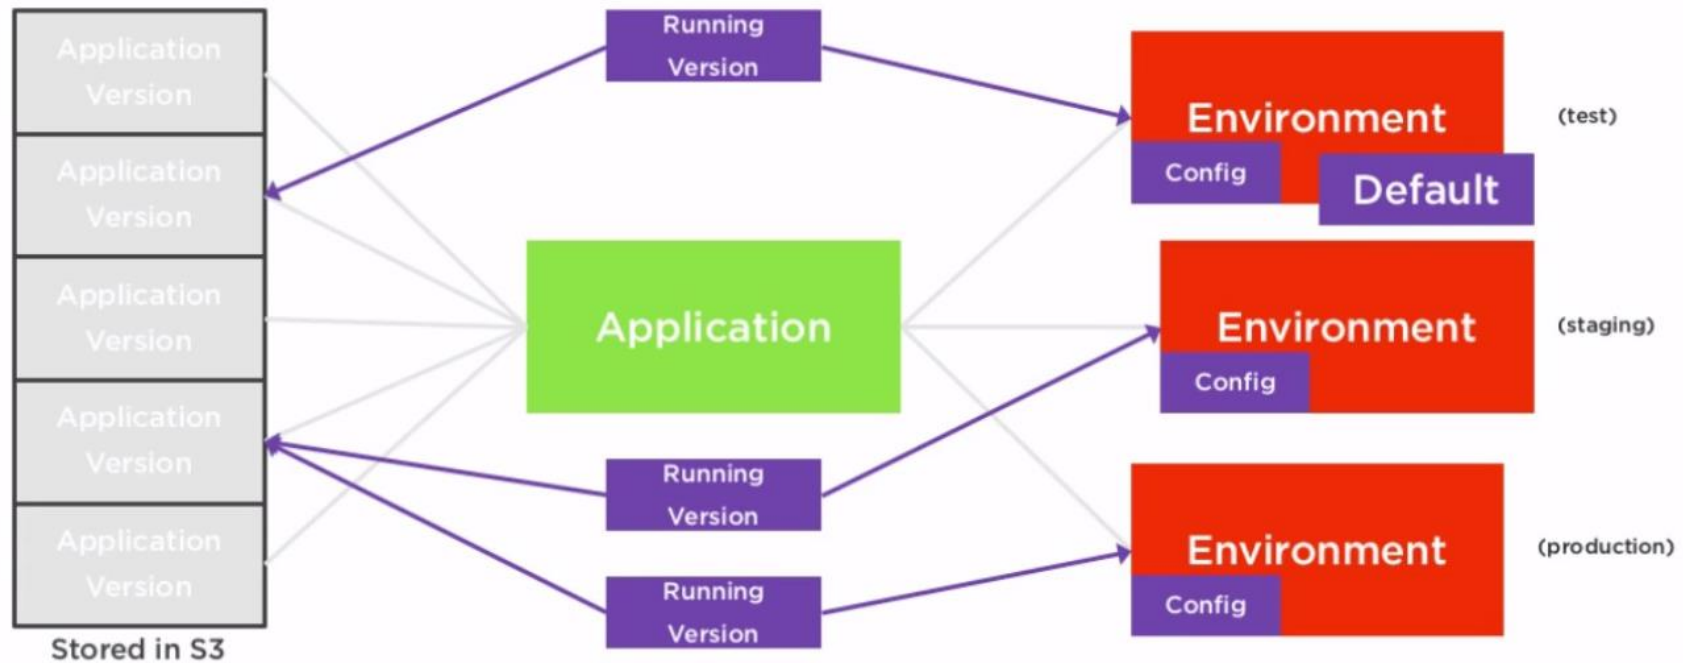 Application
Version
Application
Version
Application
Version
Application
Version
Application
Version
Stored in S3
Running
Version
Application
Running
Version
Running
Version
Environment
(test)
Config
Default
Environment
(staging)
Config
Environment
(production)
Config